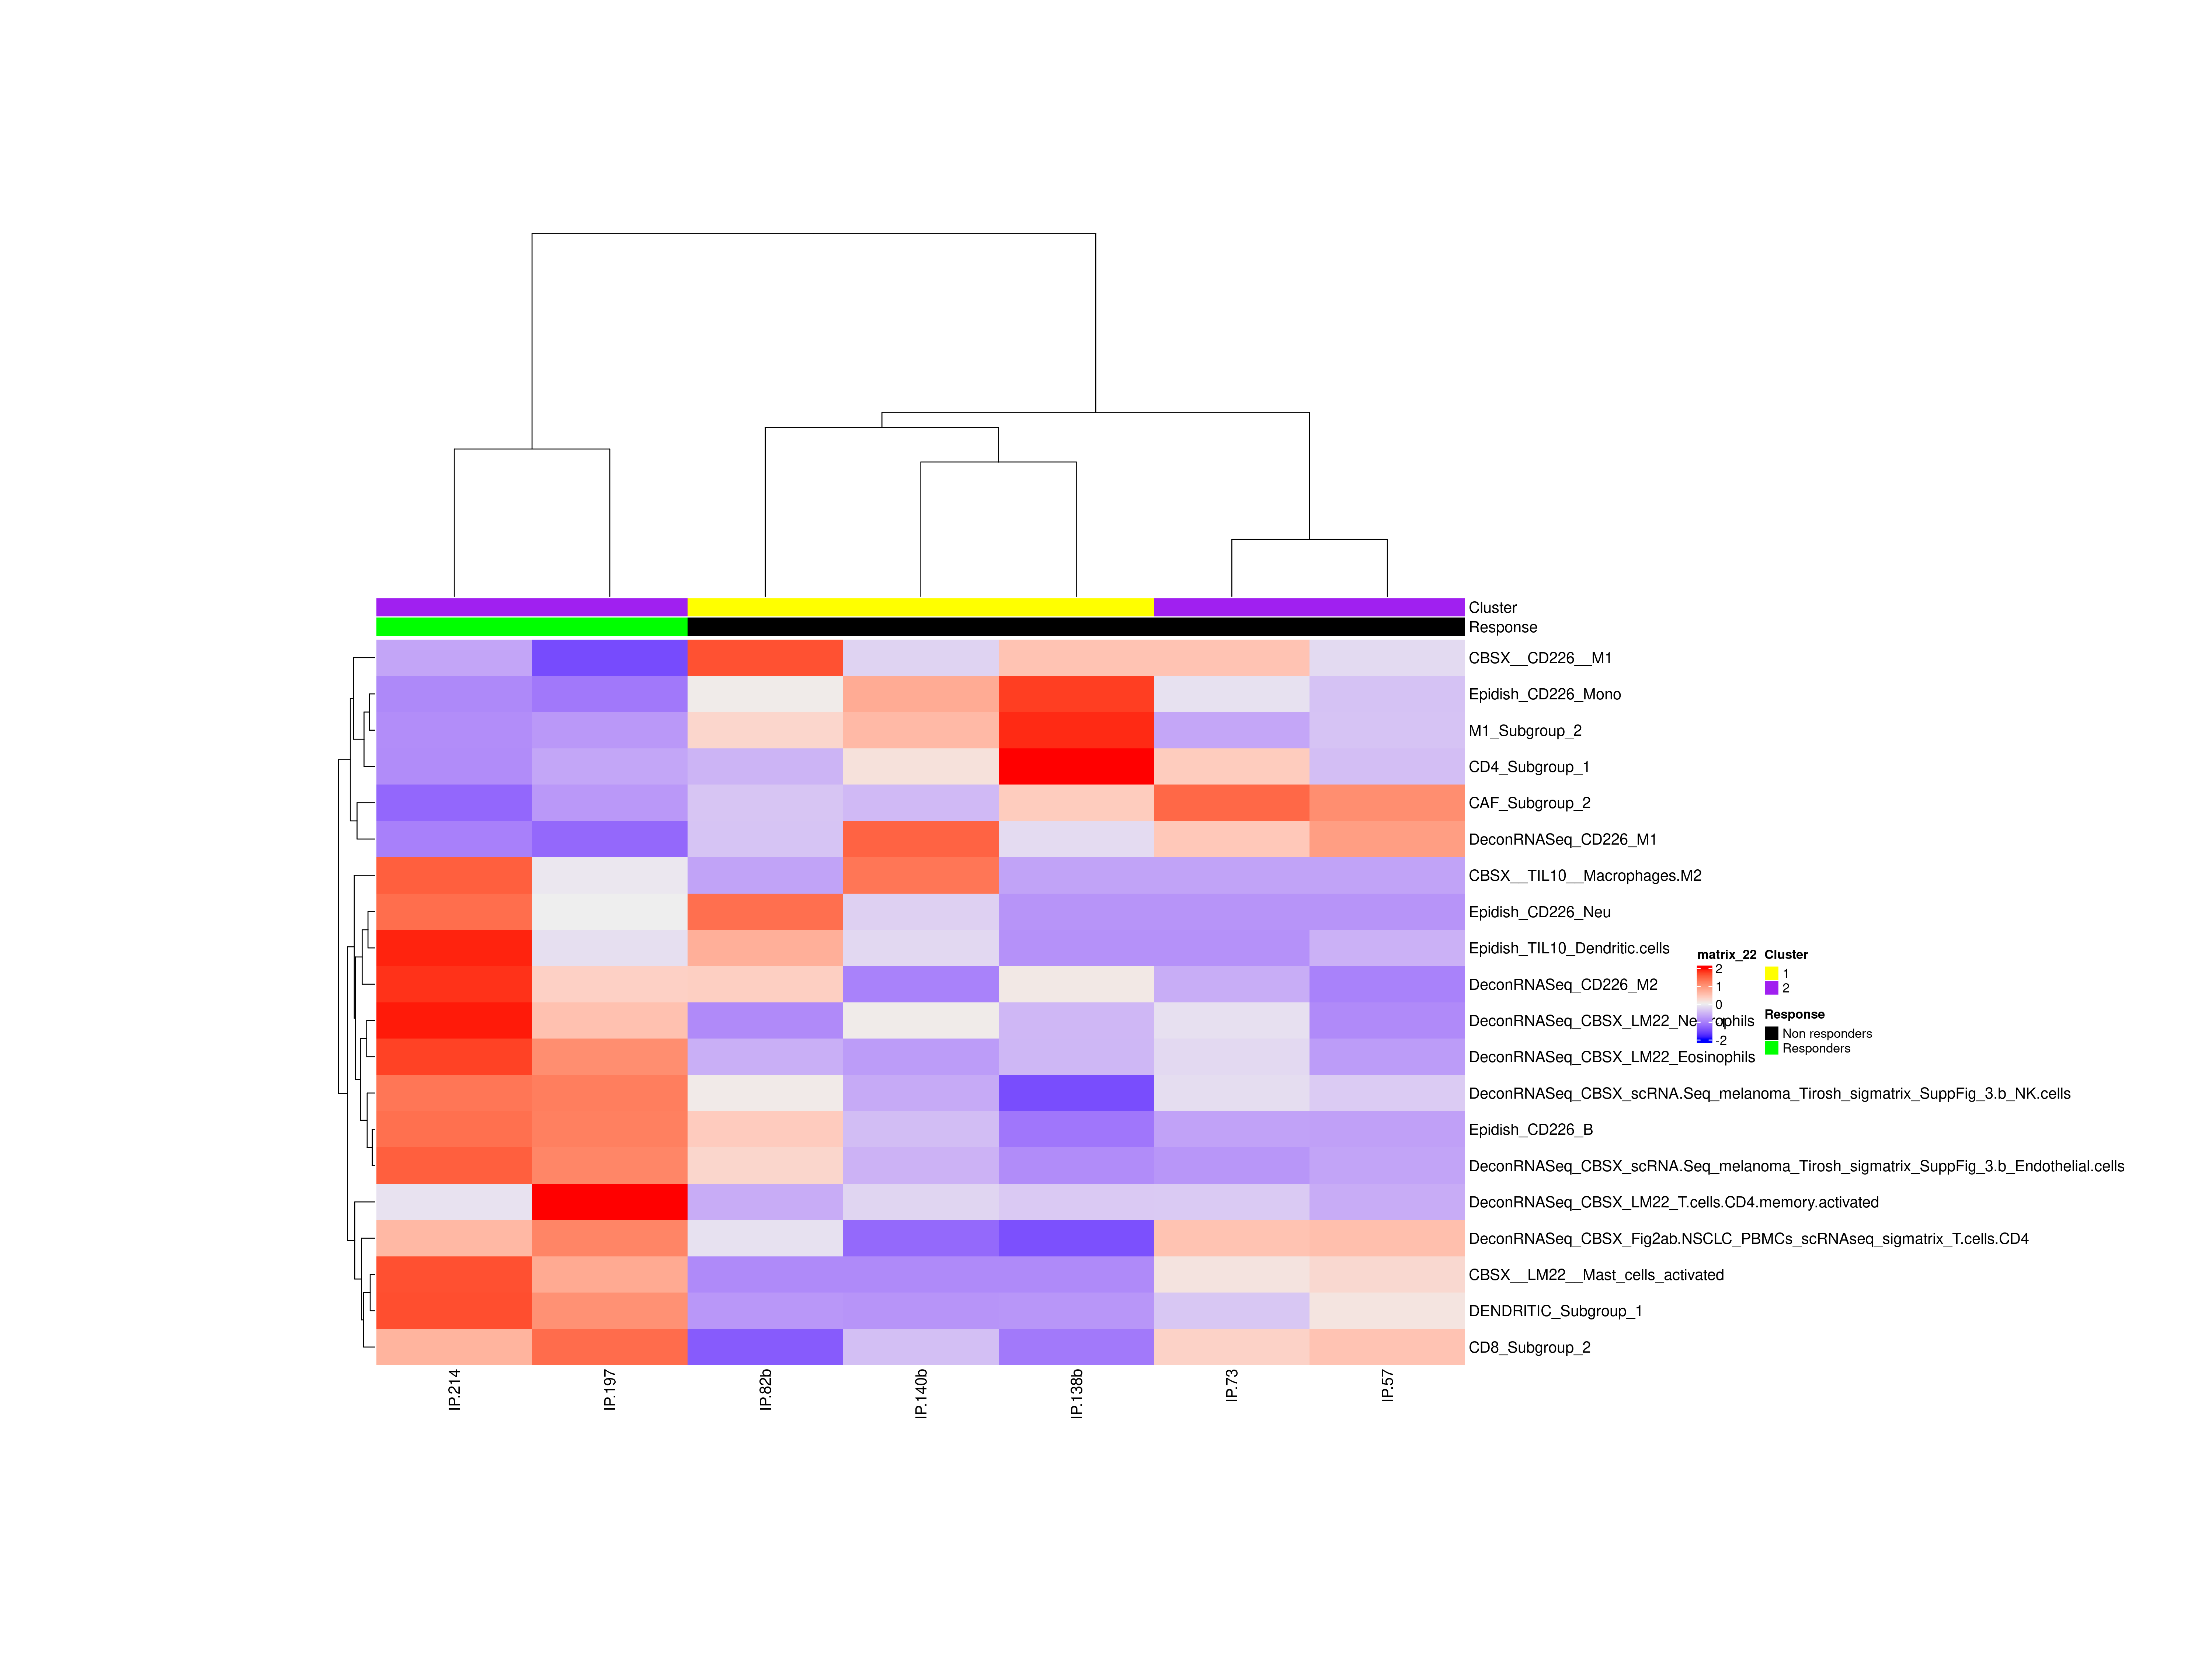 Cluster
Response
CBSX__CD226__M1
Epidish_CD226_Mono
M1_Subgroup_2
CD4_Subgroup_1
CAF_Subgroup_2
DeconRNASeq_CD226_M1
CBSX__TIL10__Macrophages.M2
Epidish_CD226_Neu
Epidish_TIL10_Dendritic.cells
DeconRNASeq_CD226_M2
DeconRNASeq_CBSX_LM22_Neutrophils
DeconRNASeq_CBSX_LM22_Eosinophils
DeconRNASeq_CBSX_scRNA.Seq_melanoma_Tirosh_sigmatrix_SuppFig_3.b_NK.cells
Epidish_CD226_B
DeconRNASeq_CBSX_scRNA.Seq_melanoma_Tirosh_sigmatrix_SuppFig_3.b_Endothelial.cells
DeconRNASeq_CBSX_LM22_T.cells.CD4.memory.activated
DeconRNASeq_CBSX_Fig2ab.NSCLC_PBMCs_scRNAseq_sigmatrix_T.cells.CD4
CBSX__LM22__Mast_cells_activated
DENDRITIC_Subgroup_1
CD8_Subgroup_2
IP.214
IP.197
IP.82b
IP.140b
IP.138b
IP.73
IP.57
matrix_22
2
1
0
-1
-2
Cluster
1
2
Response
Non responders
Responders